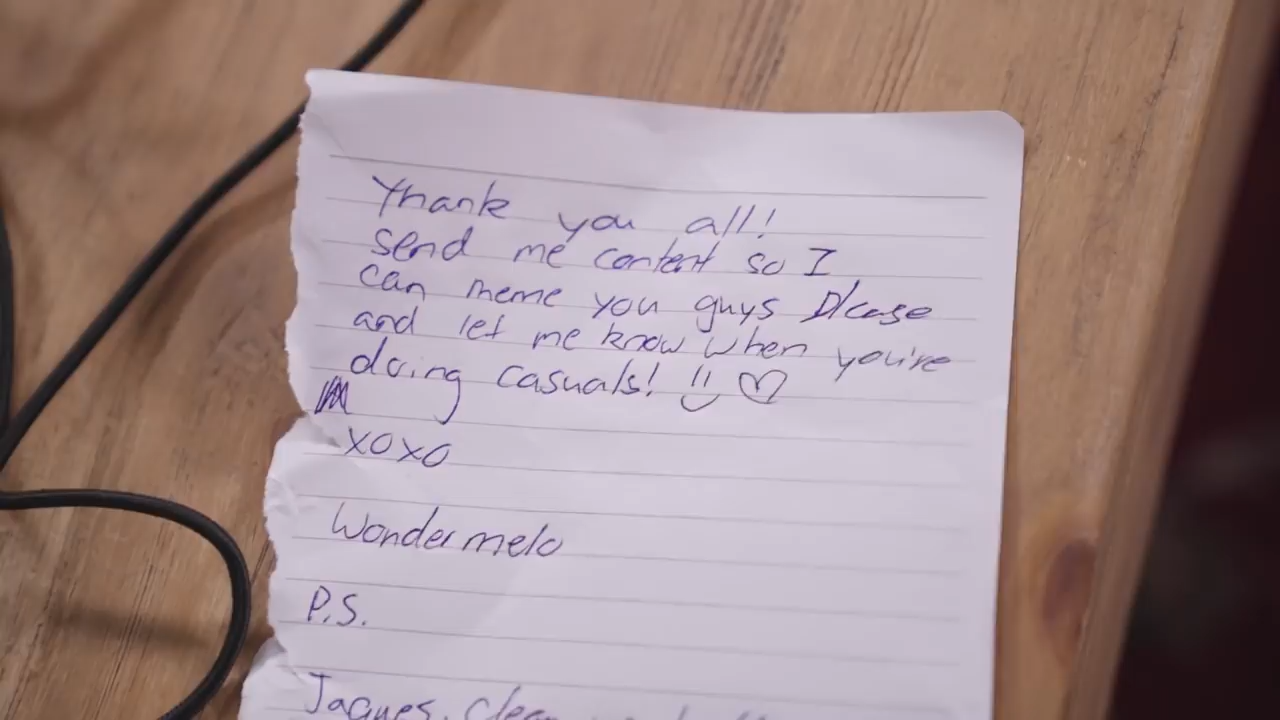 Thank you all!
send me content so I
can meme you guys Please
and let me know when you're
doing casuals! !! ♡
xoxo
Wondermelo
P.S.
Jaques, clean